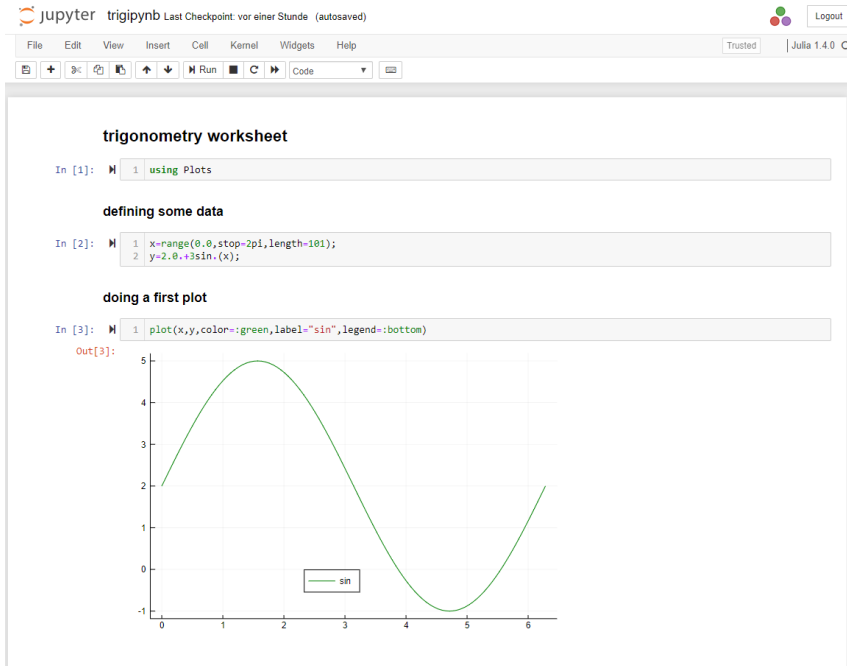 jupyter trigipynb Last Checkpoint: vor einer Stunde (autosaved) Logout
File Edit View Insert Cell Kernel Widgets Help Trusted Julia 1.4.0
Run Code
trigonometry worksheet
In [1]: 1 using Plots
defining some data
In [2]: 1 x=range(0.0,stop=2pi,length=101);
2 y=2.0.+3sin.(x);
doing a first plot
In [3]: 1 plot(x,y,color=:green,label="sin",legend=:bottom)
Out[3]:
5
4
3
2
1
0
sin
-1
0 1 2 3 4 5 6